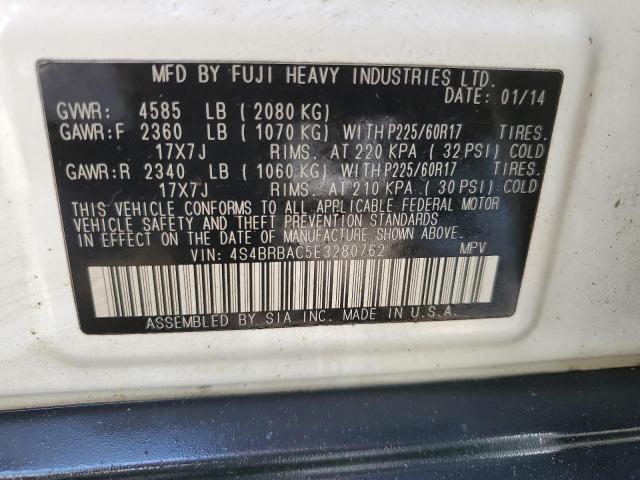 MFD BY FUJI HEAVY INDUSTRIES LTD.
DATE: 01/14
GVWR: 4585 LB ( 2080 KG)
GAWR:F 2360 LB ( 1070 KG) WITH P225/60R17 TIRES.
17X7J RIMS. AT 220 KPA ( 32 PSI) COLD
GAWR:R 2340 LB ( 1060 KG) WITH P225/60R17 TIRES.
17X7J RIMS. AT 210 KPA ( 30 PSI) COLD
THIS VEHICLE CONFORMS TO ALL APPLICABLE FEDERAL MOTOR
VEHICLE SAFETY AND THEFT PREVENTION STANDARDS
IN EFFECT ON THE DATE OF MANUFACTURE SHOWN ABOVE.
VIN: 4S4BRBAC5E3280762 MPV
ASSEMBLED BY SIA INC. MADE IN U.S.A.